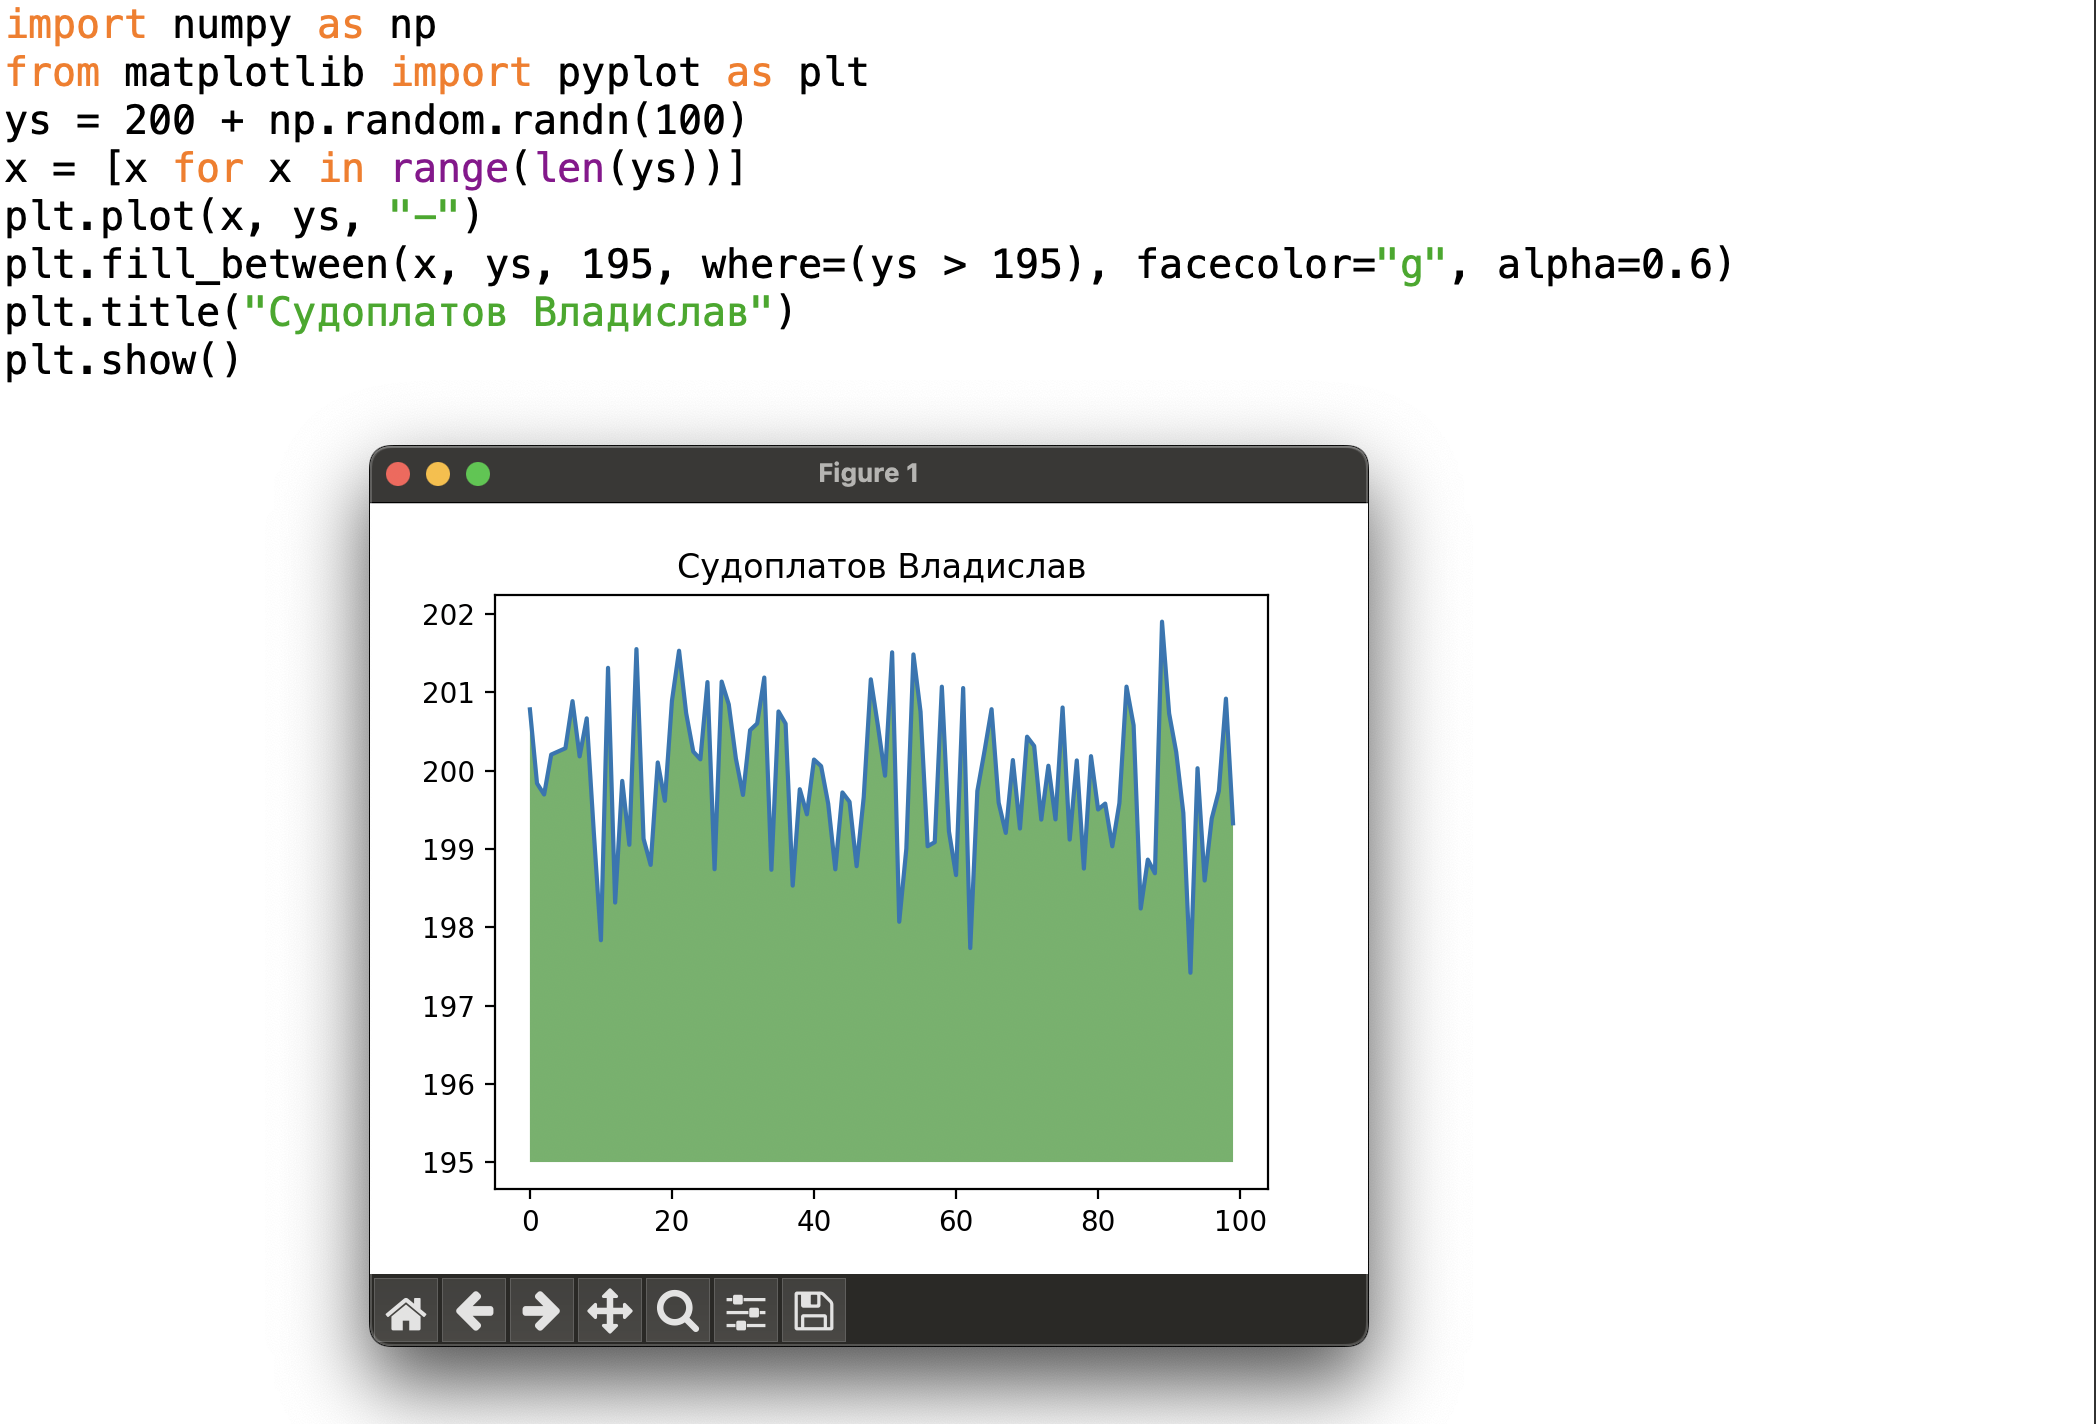 import numpy as np
from matplotlib import pyplot as plt
ys = 200 + np.random.randn(100)
x = [x for x in range(len(ys))]
plt.plot(x, ys, "-")
plt.fill_between(x, ys, 195, where=(ys > 195), facecolor="g", alpha=0.6)
plt.title("Судоплатов Владислав")
plt.show()
Figure 1
Судоплатов Владислав
202
201
200
199
198
197
196
195
0 20 40 60 80 100